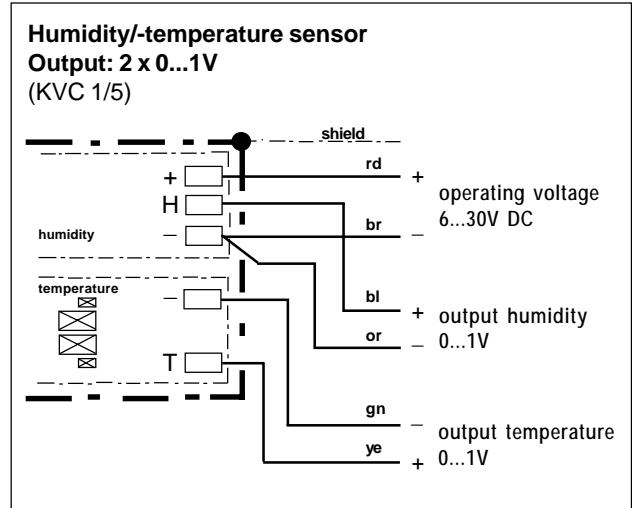 Humidity/-temperature sensor
Output: 2 x 0...1V
(KVC 1/5)
shield
rd
+
+
operating voltage
6...30V DC
H
humidity
–
br
–
temperature
–
bl
+
output humidity
0...1V
or
–
T
gn
–
output temperature
0...1V
ye
+